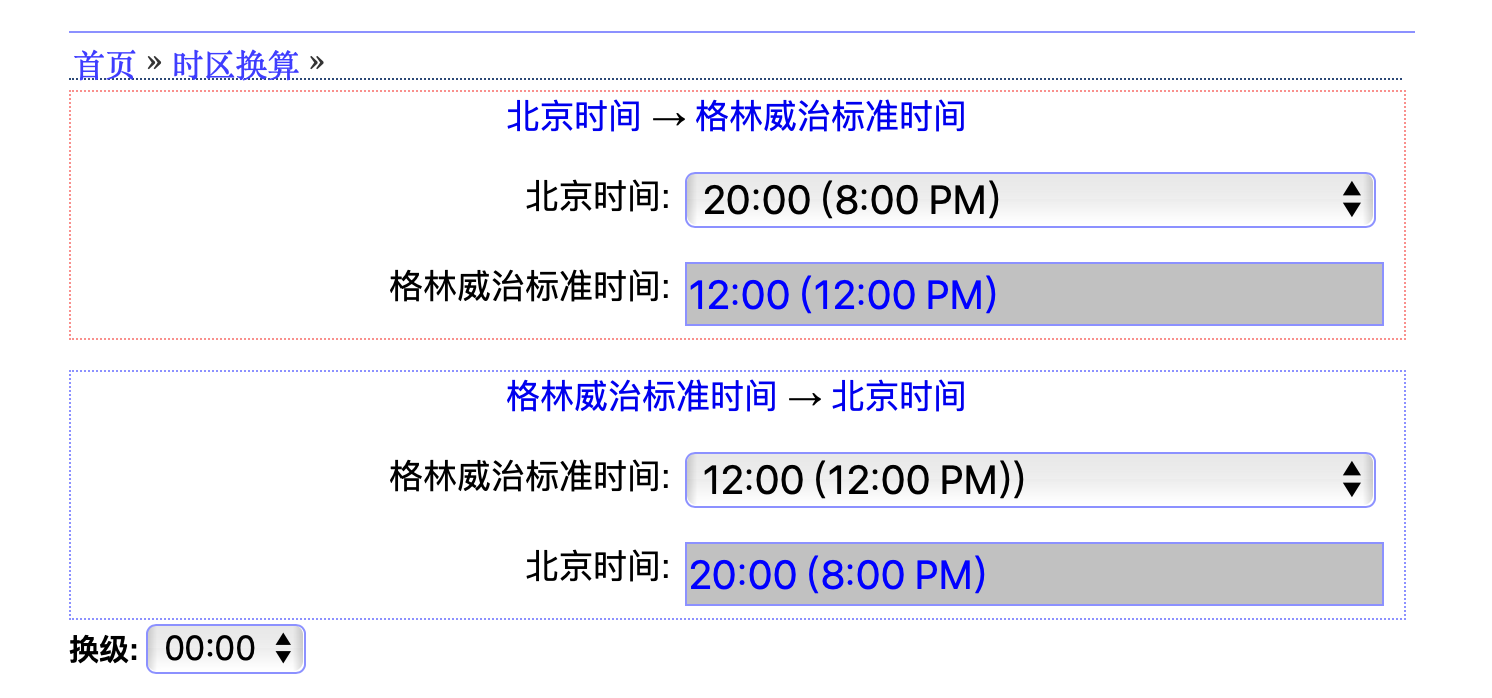 首页 » 时区换算 »
北京时间 → 格林威治标准时间
北京时间: 20:00 (8:00 PM)
格林威治标准时间: 12:00 (12:00 PM)
格林威治标准时间 → 北京时间
格林威治标准时间: 12:00 (12:00 PM))
北京时间: 20:00 (8:00 PM)
换级: 00:00